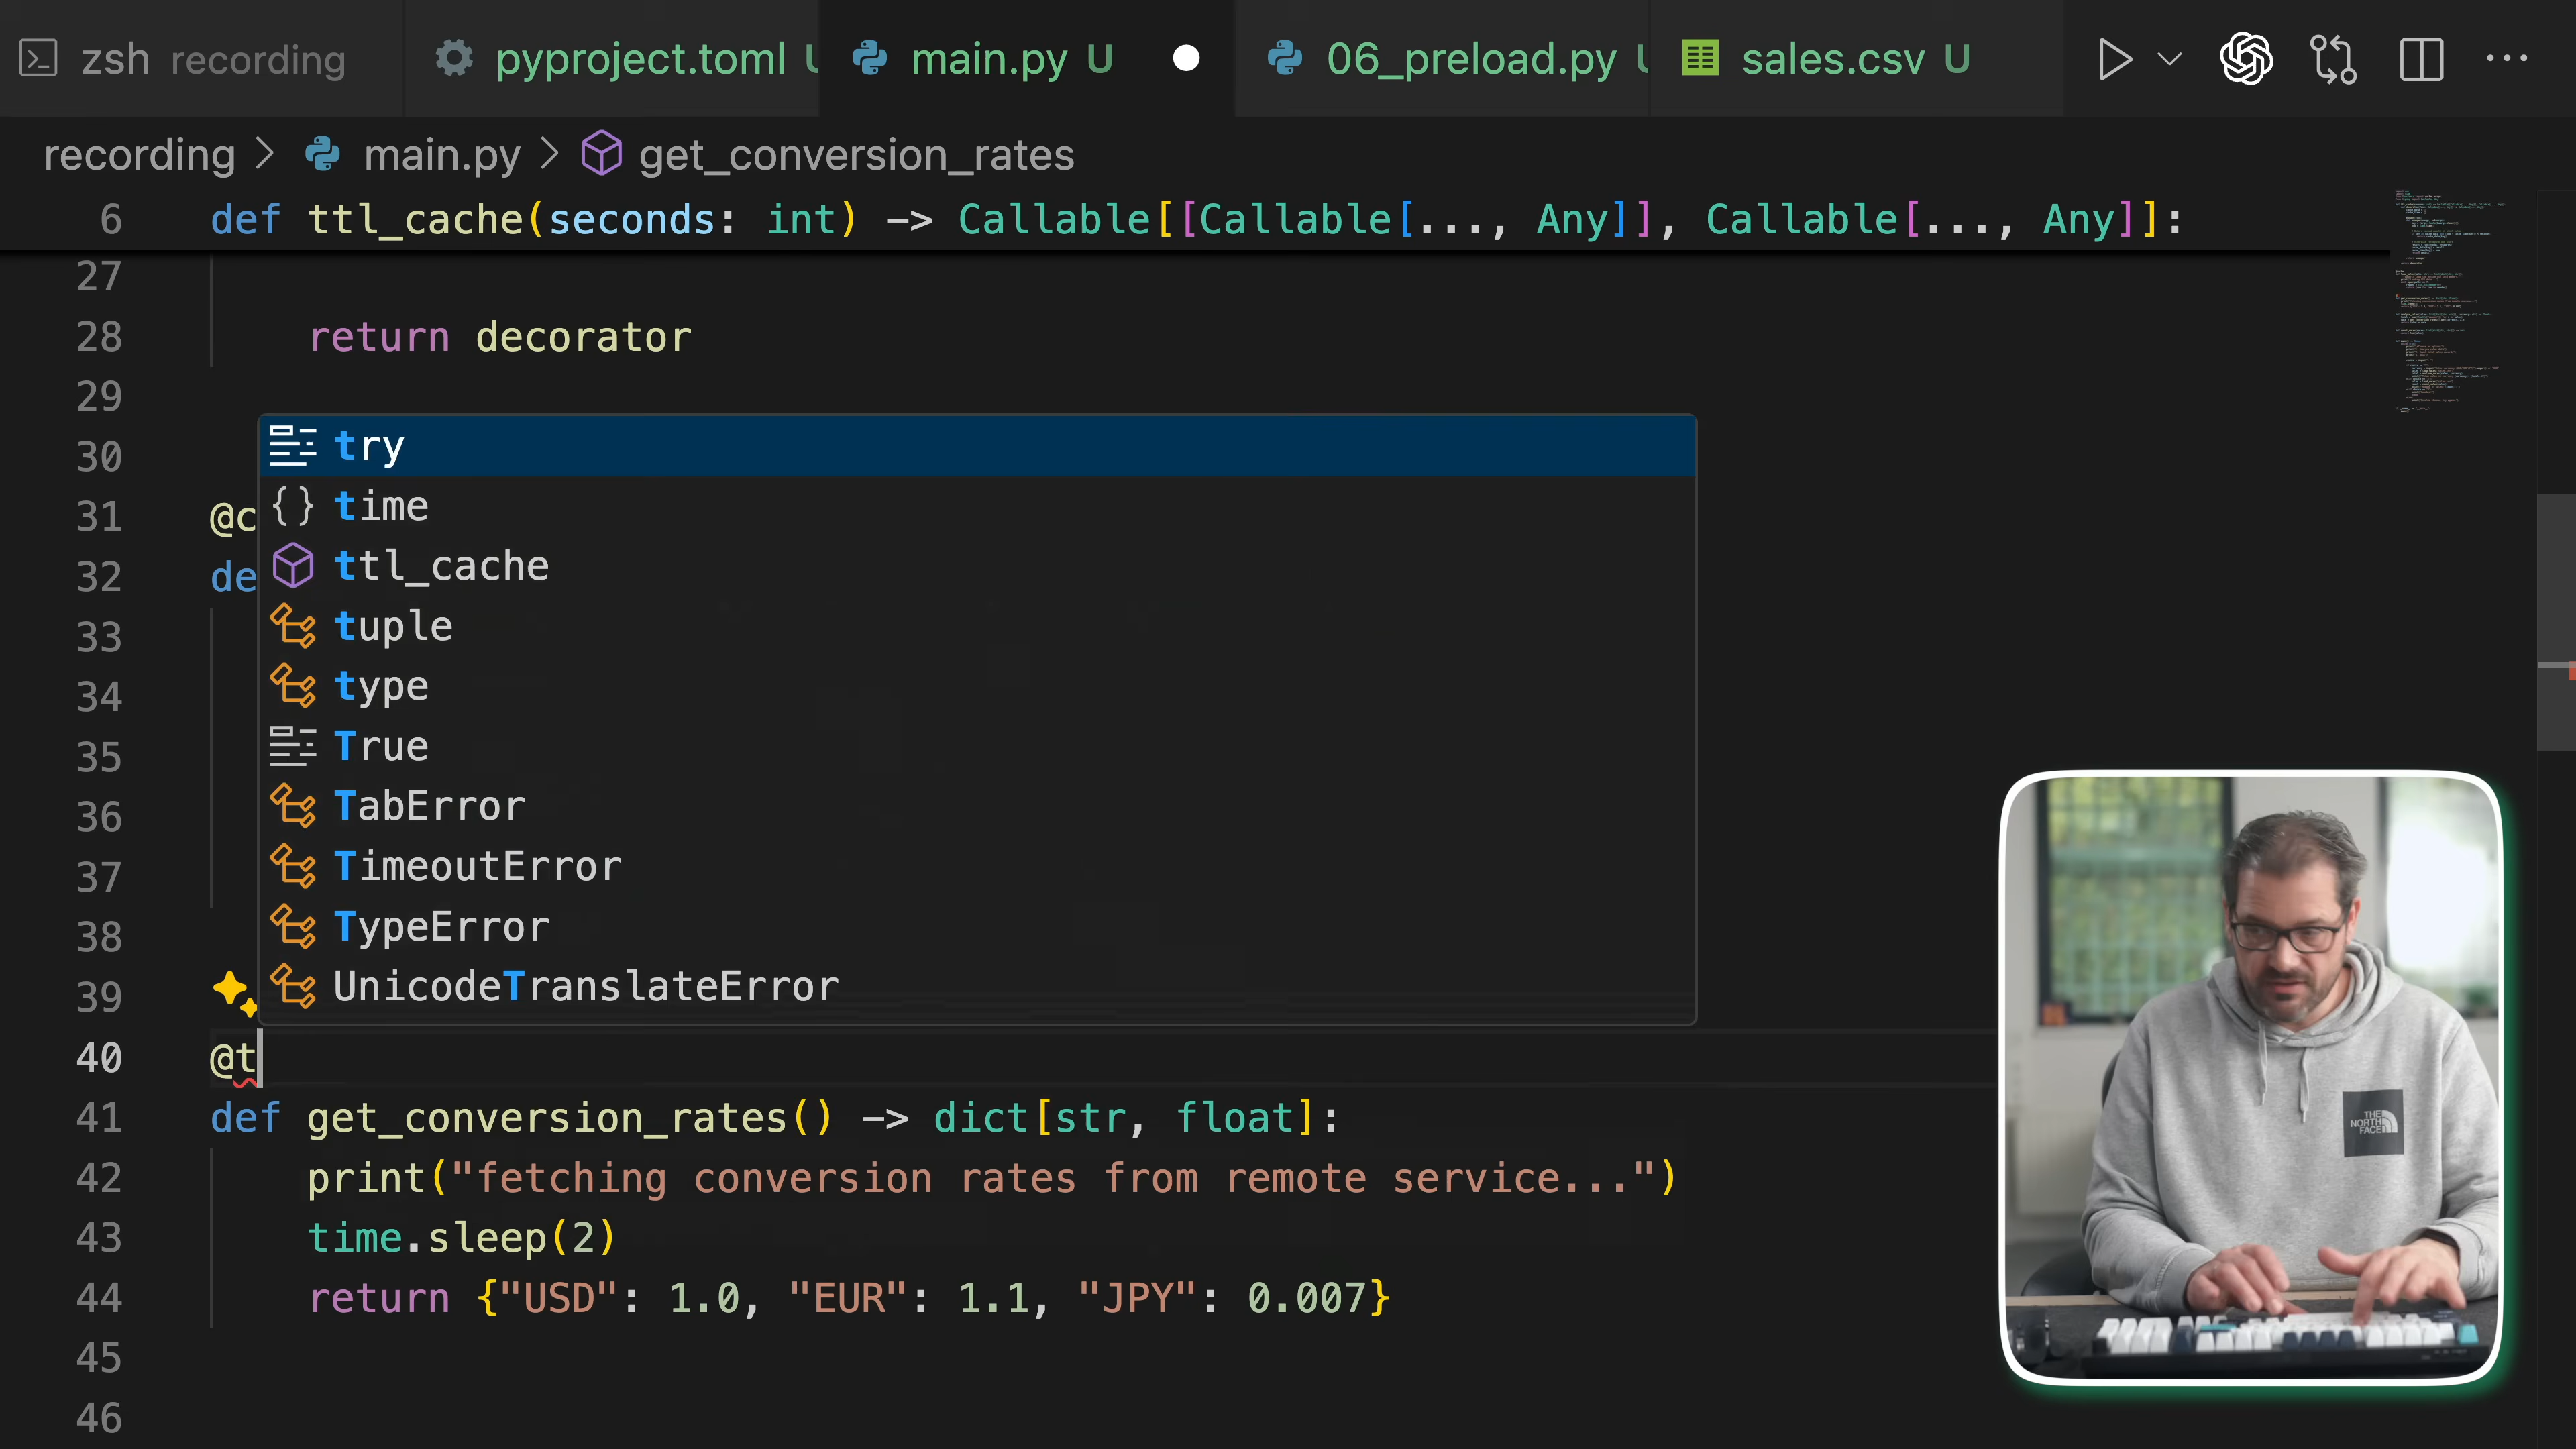 zsh recording
pyproject.toml U
main.py U
06_preload.py U
sales.csv U
recording > main.py > get_conversion_rates
6 def ttl_cache(seconds: int) -> Callable[[Callable[..., Any]], Callable[..., Any]]:
27
28 return decorator
29
30
31 @c
32 de
33
34
35
36
37
38
39
try
time
ttl_cache
tuple
type
True
TabError
TimeoutError
TypeError
UnicodeTranslateError
40 @t
41 def get_conversion_rates() -> dict[str, float]:
42 print("fetching conversion rates from remote service...")
43 time.sleep(2)
44 return {"USD": 1.0, "EUR": 1.1, "JPY": 0.007}
45
46
THE
NORTH
FACE